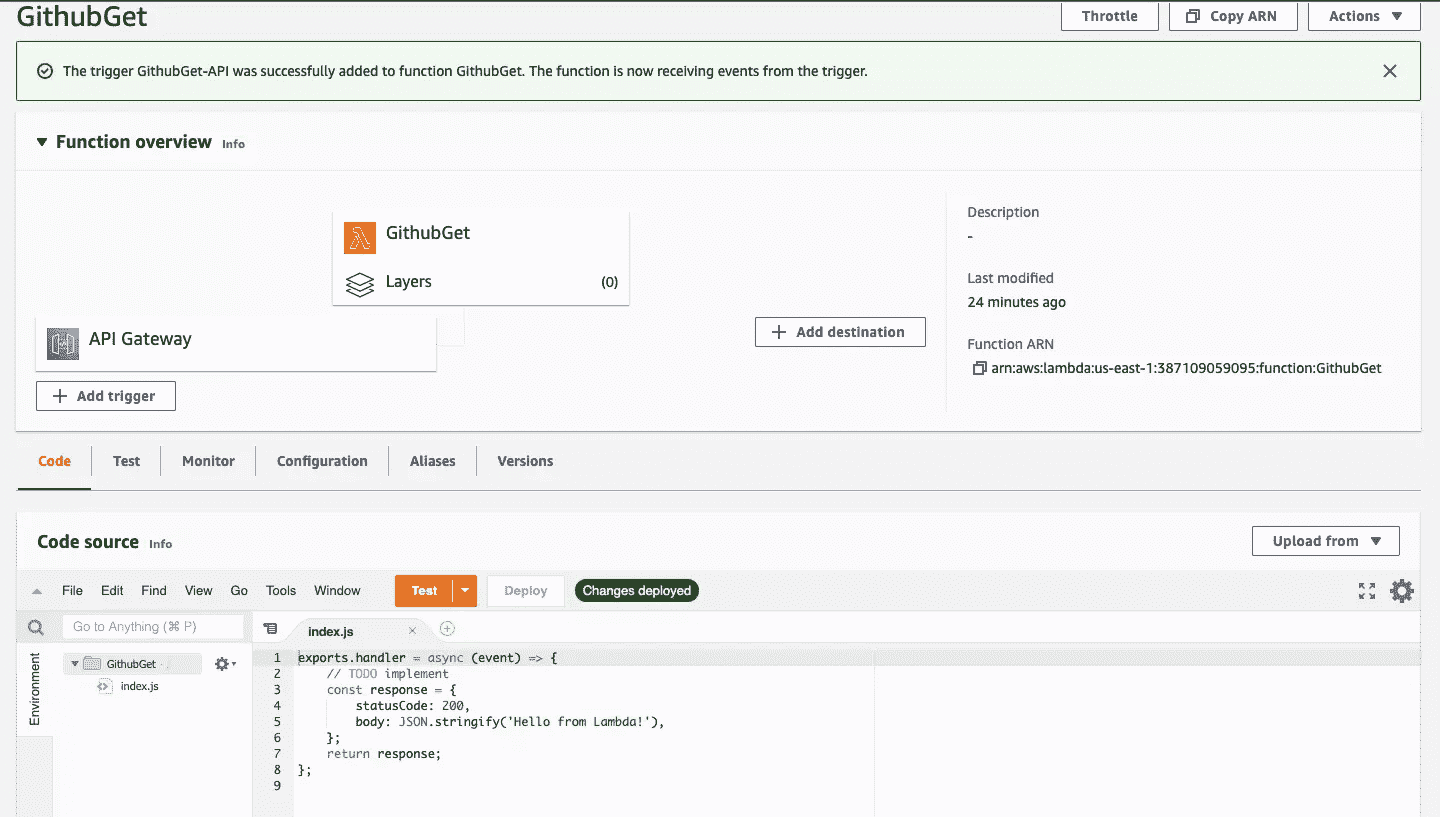 GithubGet
Throttle
Copy ARN
Actions
The trigger GithubGet-API was successfully added to function GithubGet. The function is now receiving events from the trigger.
Function overview Info
GithubGet
Layers (0)
API Gateway
+ Add trigger
+ Add destination
Description
-
Last modified
24 minutes ago
Function ARN
arn:aws:lambda:us-east-1:387109059095:function:GithubGet
Code
Test
Monitor
Configuration
Aliases
Versions
Code source Info
Upload from
File Edit Find View Go Tools Window
Test
Deploy
Changes deployed
Go to Anything (⌘ P)
index.js
Environment
GithubGet
index.js
1 exports.handler = async (event) => {
2     // TODO implement
3     const response = {
4         statusCode: 200,
5         body: JSON.stringify('Hello from Lambda!'),
6     };
7     return response;
8 };
9